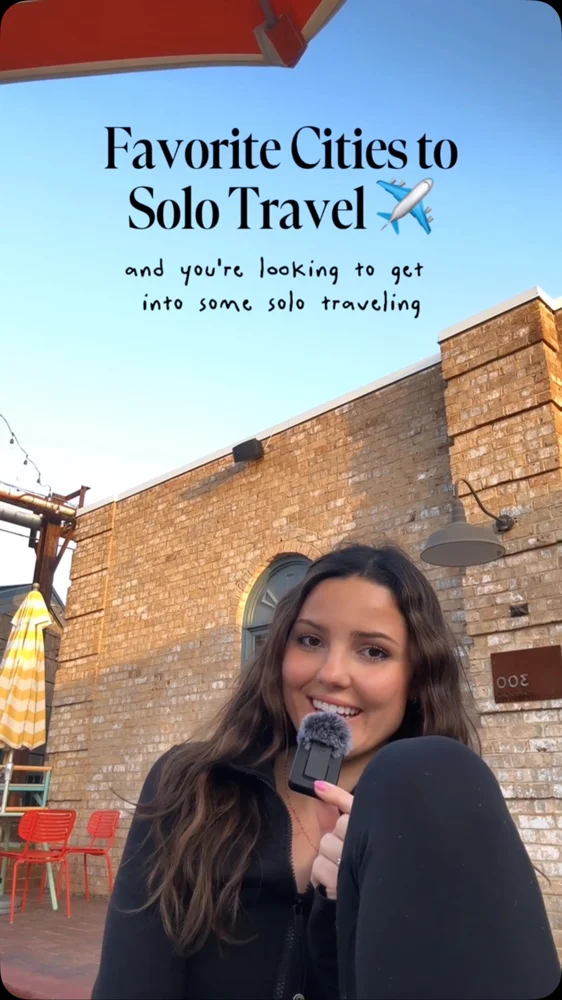 Favorite Cities to
Solo Travel ✈️
and you're looking to get
into some solo traveling
300